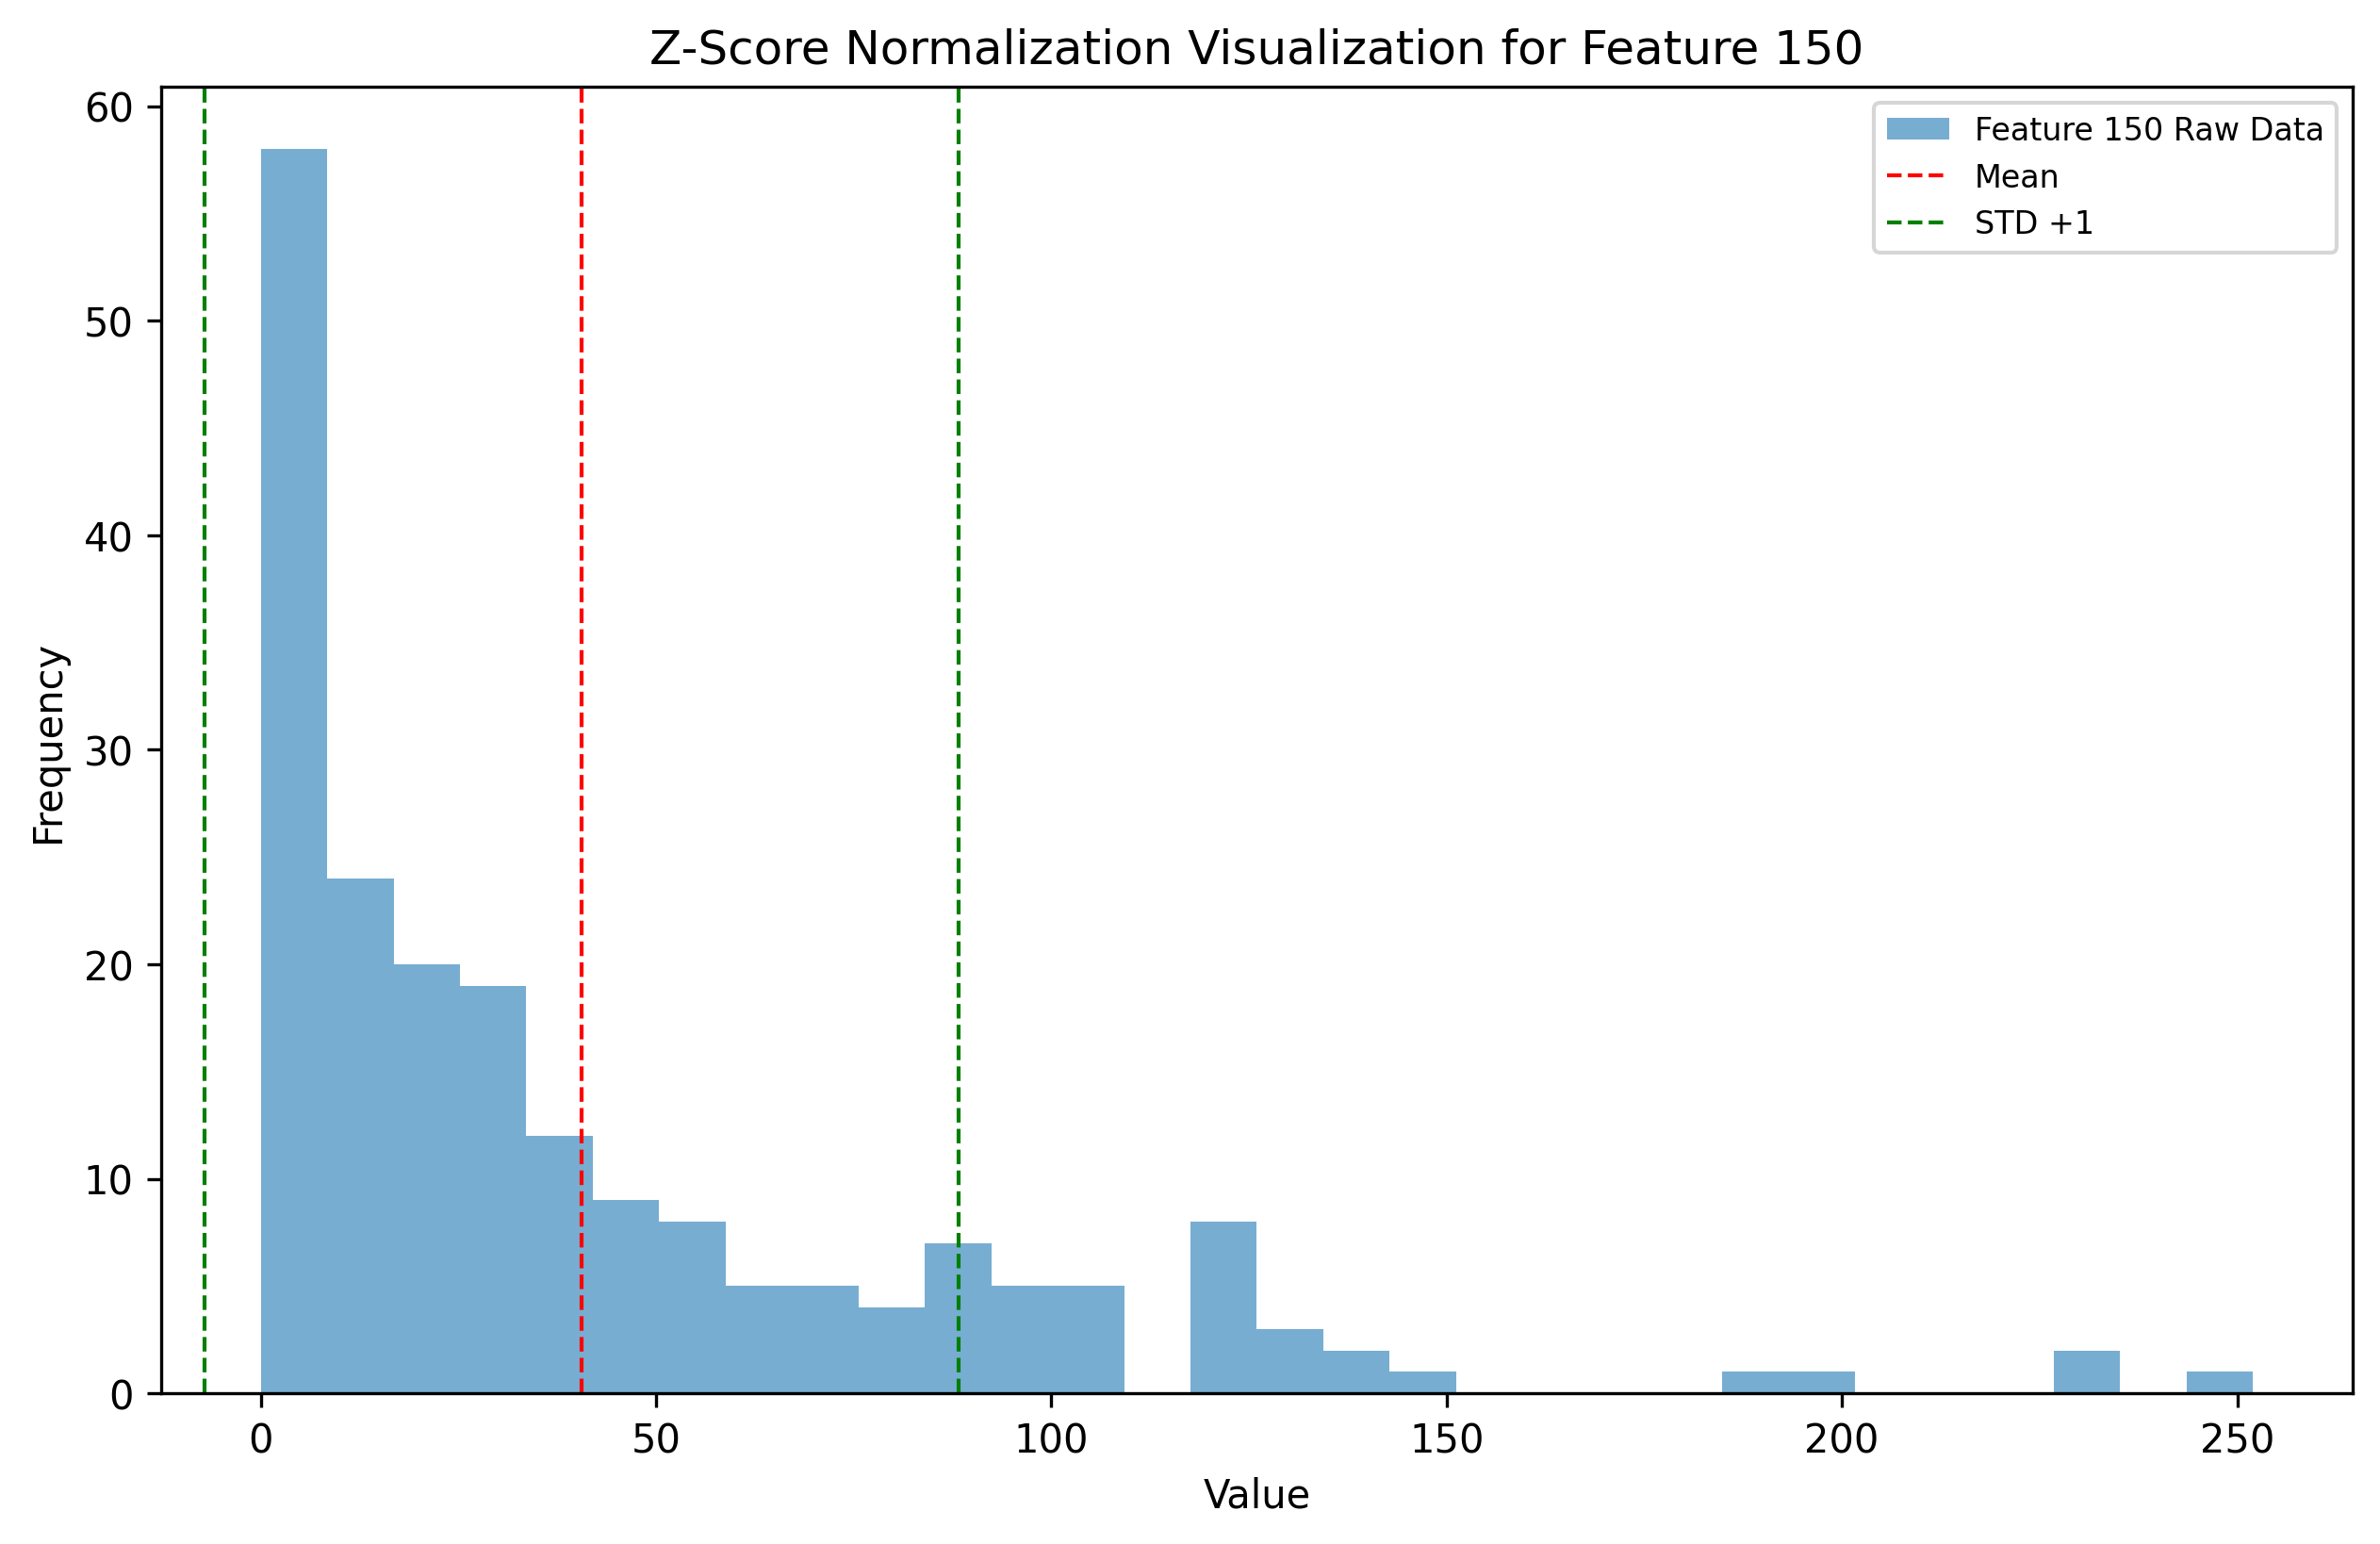 Z-Score Normalization Visualization for Feature 150
Feature 150 Raw Data
Mean
STD +1
60
50
40
30
20
10
0
Frequency
0 50 100 150 200 250
Value